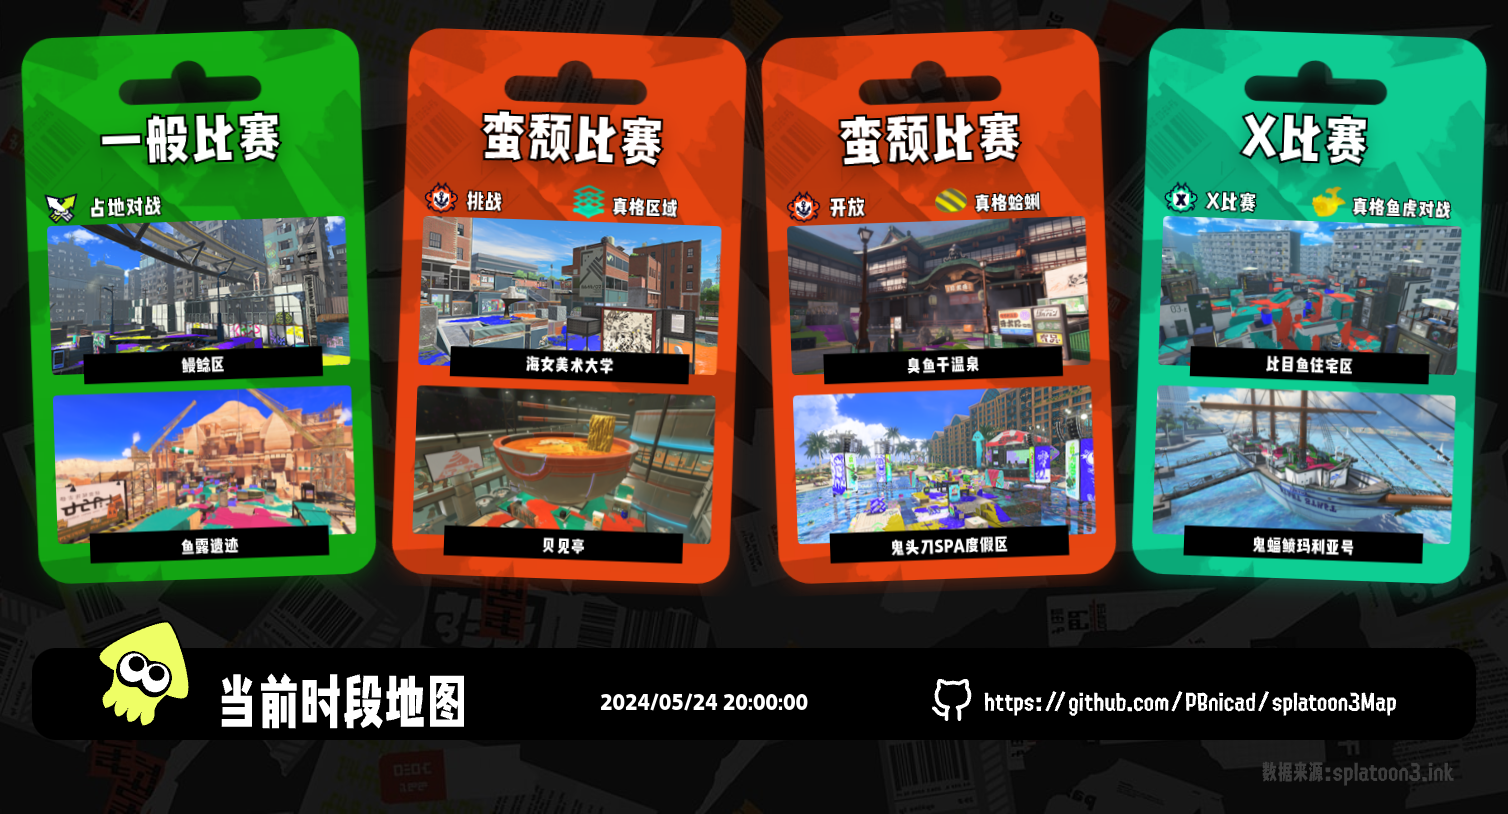 一般比赛
占地对战
鳗鲶区
鱼露遗迹
蛮颓比赛
挑战
真格区域
海女美术大学
贝见亭
蛮颓比赛
开放
真格蛤蜊
臭鱼干温泉
鬼头刀SPA度假区
X比赛
X比赛
真格鱼虎对战
比目鱼住宅区
鬼蝠鲼玛利亚号
当前时段地图
2024/05/24 20:00:00
https://github.com/PBnicad/splatoon3Map
数据来源:splatoon3.ink